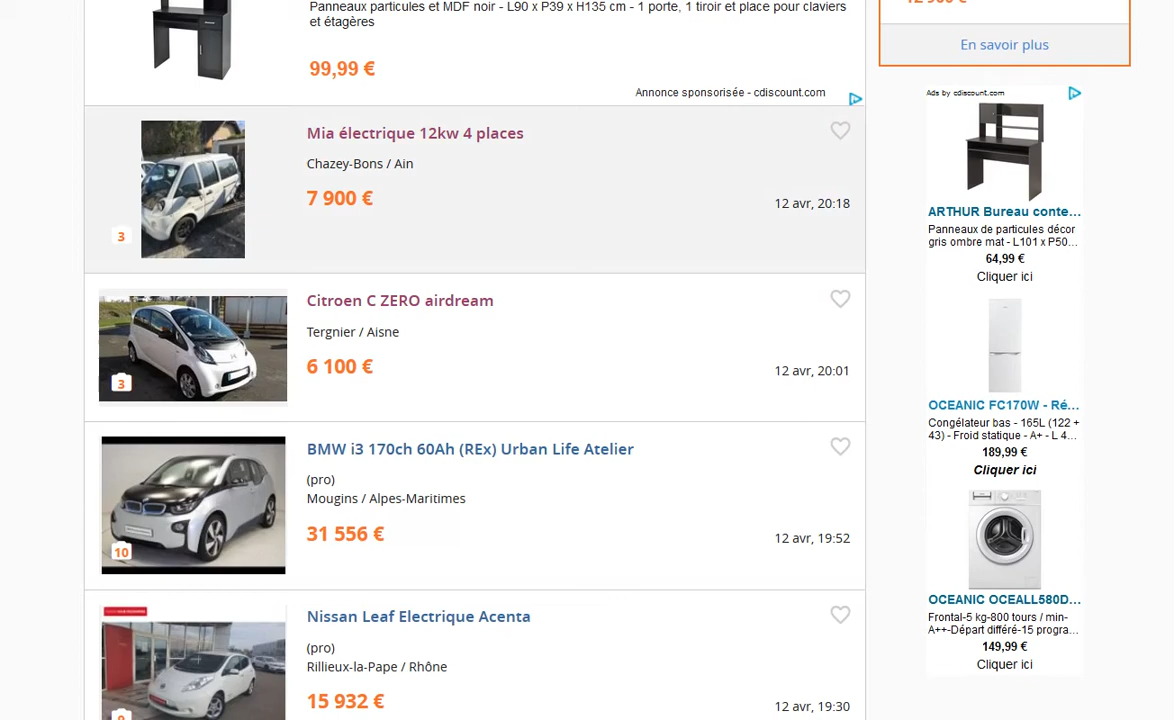 Panneaux particules et MDF noir - L90 x P39 x H135 cm - 1 porte, 1 tiroir et place pour claviers
et étagères
99,99 €
Annonce sponsorisée - cdiscount.com
Mia électrique 12kw 4 places
Chazey-Bons / Ain
7 900 €
12 avr, 20:18
3
Citroen C ZERO airdream
Tergnier / Aisne
6 100 €
12 avr, 20:01
3
BMW i3 170ch 60Ah (REx) Urban Life Atelier
(pro)
Mougins / Alpes-Maritimes
31 556 €
12 avr, 19:52
10
Nissan Leaf Electrique Acenta
(pro)
Rillieux-la-Pape / Rhône
15 932 €
12 avr, 19:30
En savoir plus
Ads by cdiscount.com
ARTHUR Bureau conte...
Panneaux de particules décor
gris ombre mat - L101 x P50...
64,99 €
Cliquer ici
OCEANIC FC170W - Ré...
Congélateur bas - 165L (122 +
43) - Froid statique - A+ - L 4...
189,99 €
Cliquer ici
OCEANIC OCEALL580D...
Frontal-5 kg-800 tours / min-
A++-Départ différé-15 progra...
149,99 €
Cliquer ici